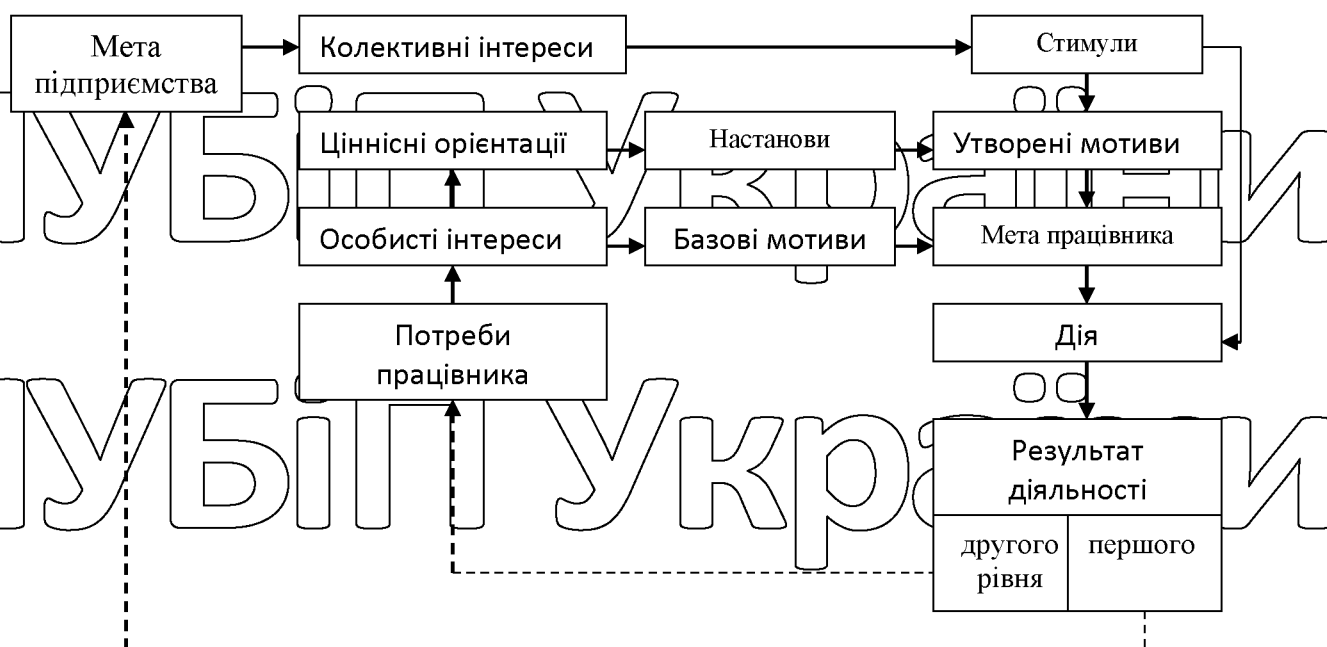 Мета
підприємства
Колективні інтереси
Стимули
Ціннісні орієнтації
Настанови
Утворені мотиви
Особисті інтереси
Базові мотиви
Мета працівника
Потреби
працівника
Дія
Результат
діяльності
другого
рівня
першого
НУБіП України
НУБіП України